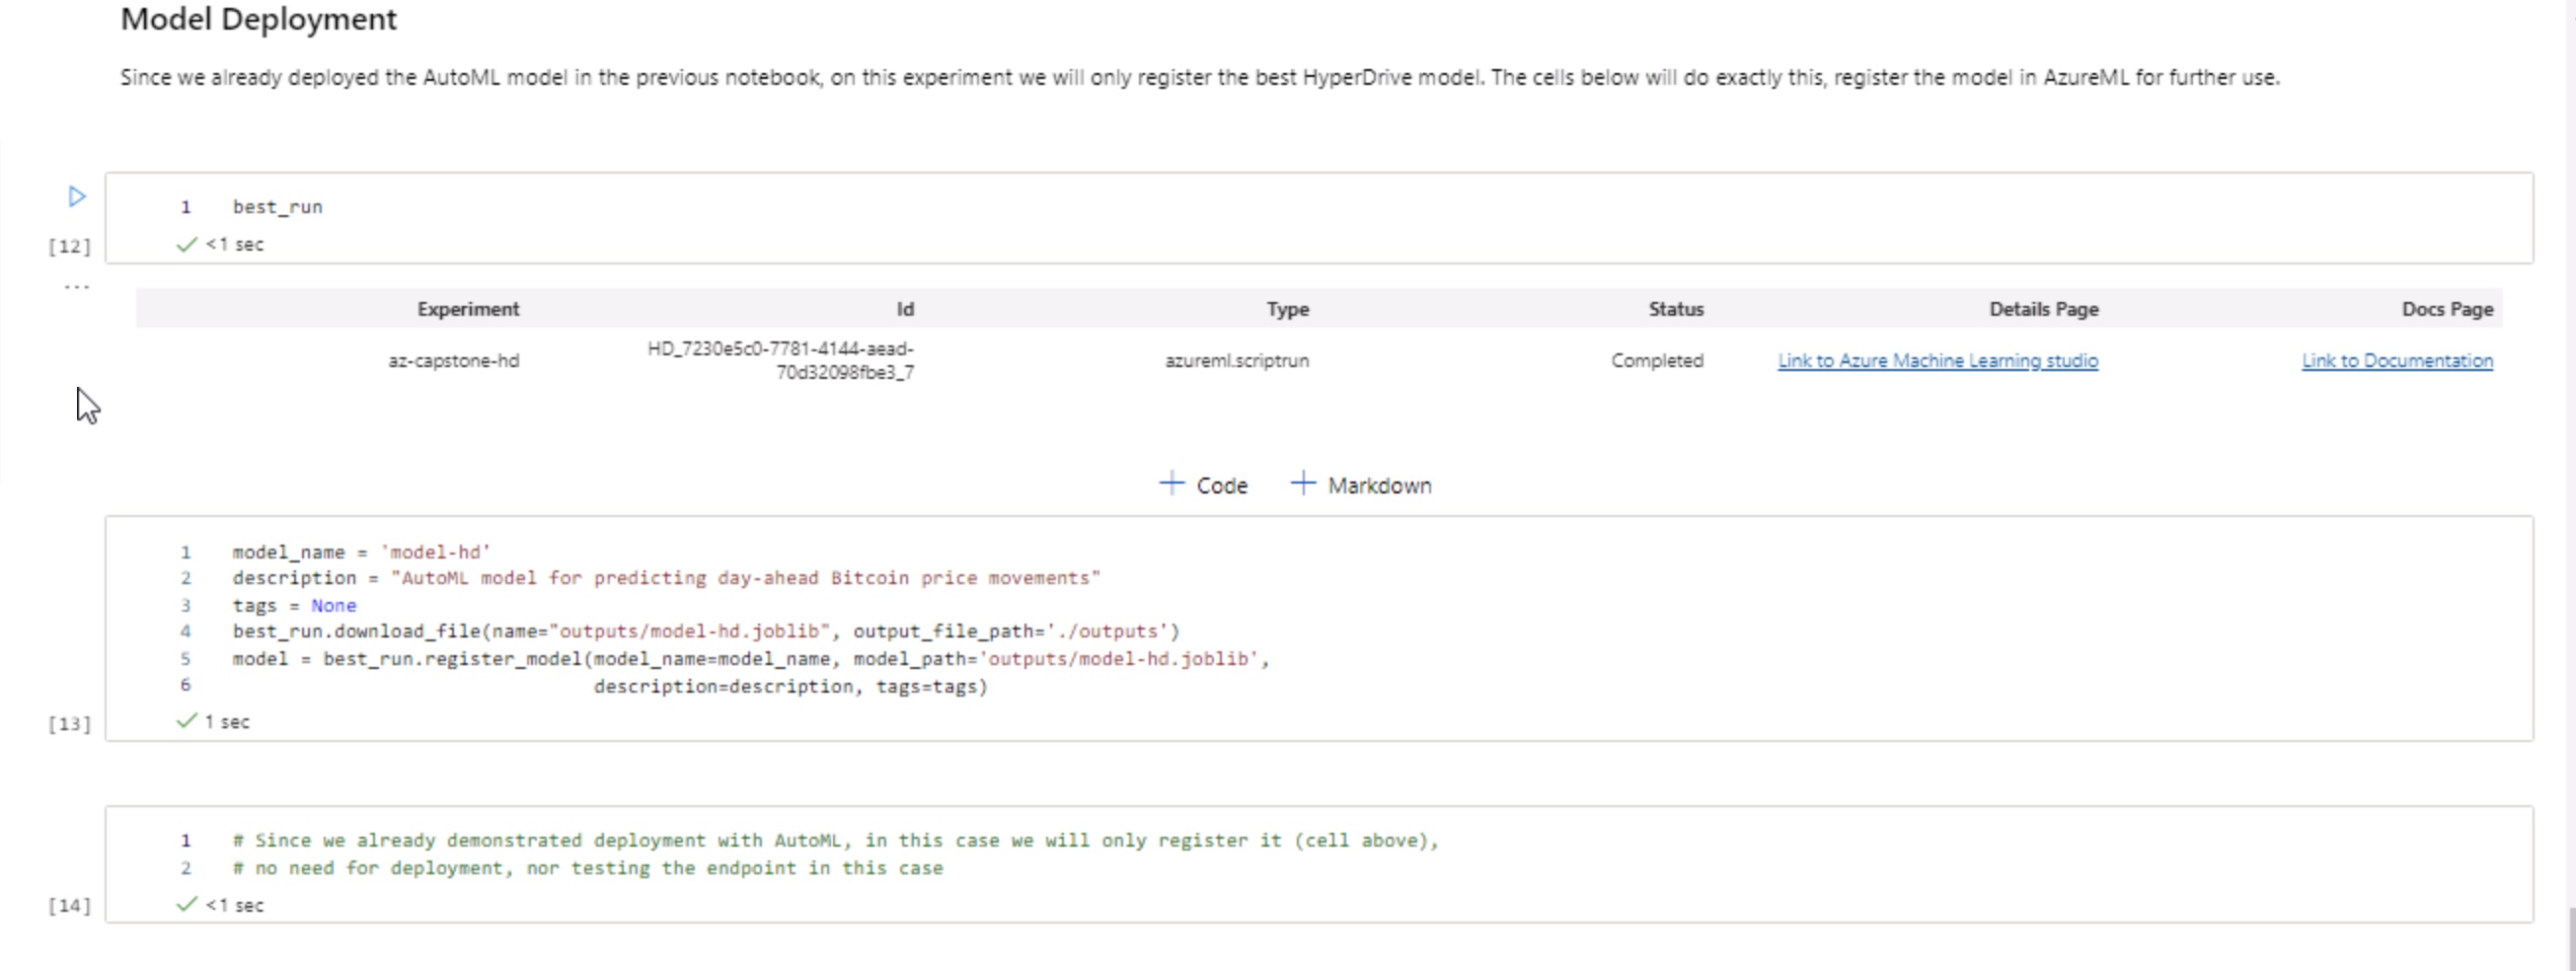 Model Deployment
Since we already deployed the AutoML model in the previous notebook, on this experiment we will only register the best HyperDrive model. The cells below will do exactly this, register the model in AzureML for further use.
1 best_run
[12] <1 sec
...
Experiment Id Type Status Details Page Docs Page
az-capstone-hd HD_7230e5c0-7781-4144-aead-70d32098fbe3_7 azureml.scriptrun Completed Link to Azure Machine Learning studio Link to Documentation
+ Code + Markdown
1 model_name = 'model-hd'
2 description = "AutoML model for predicting day-ahead Bitcoin price movements"
3 tags = None
4 best_run.download_file(name="outputs/model-hd.joblib", output_file_path='./outputs')
5 model = best_run.register_model(model_name=model_name, model_path='outputs/model-hd.joblib',
6 description=description, tags=tags)
[13] 1 sec
1 # Since we already demonstrated deployment with AutoML, in this case we will only register it (cell above),
2 # no need for deployment, nor testing the endpoint in this case
[14] <1 sec